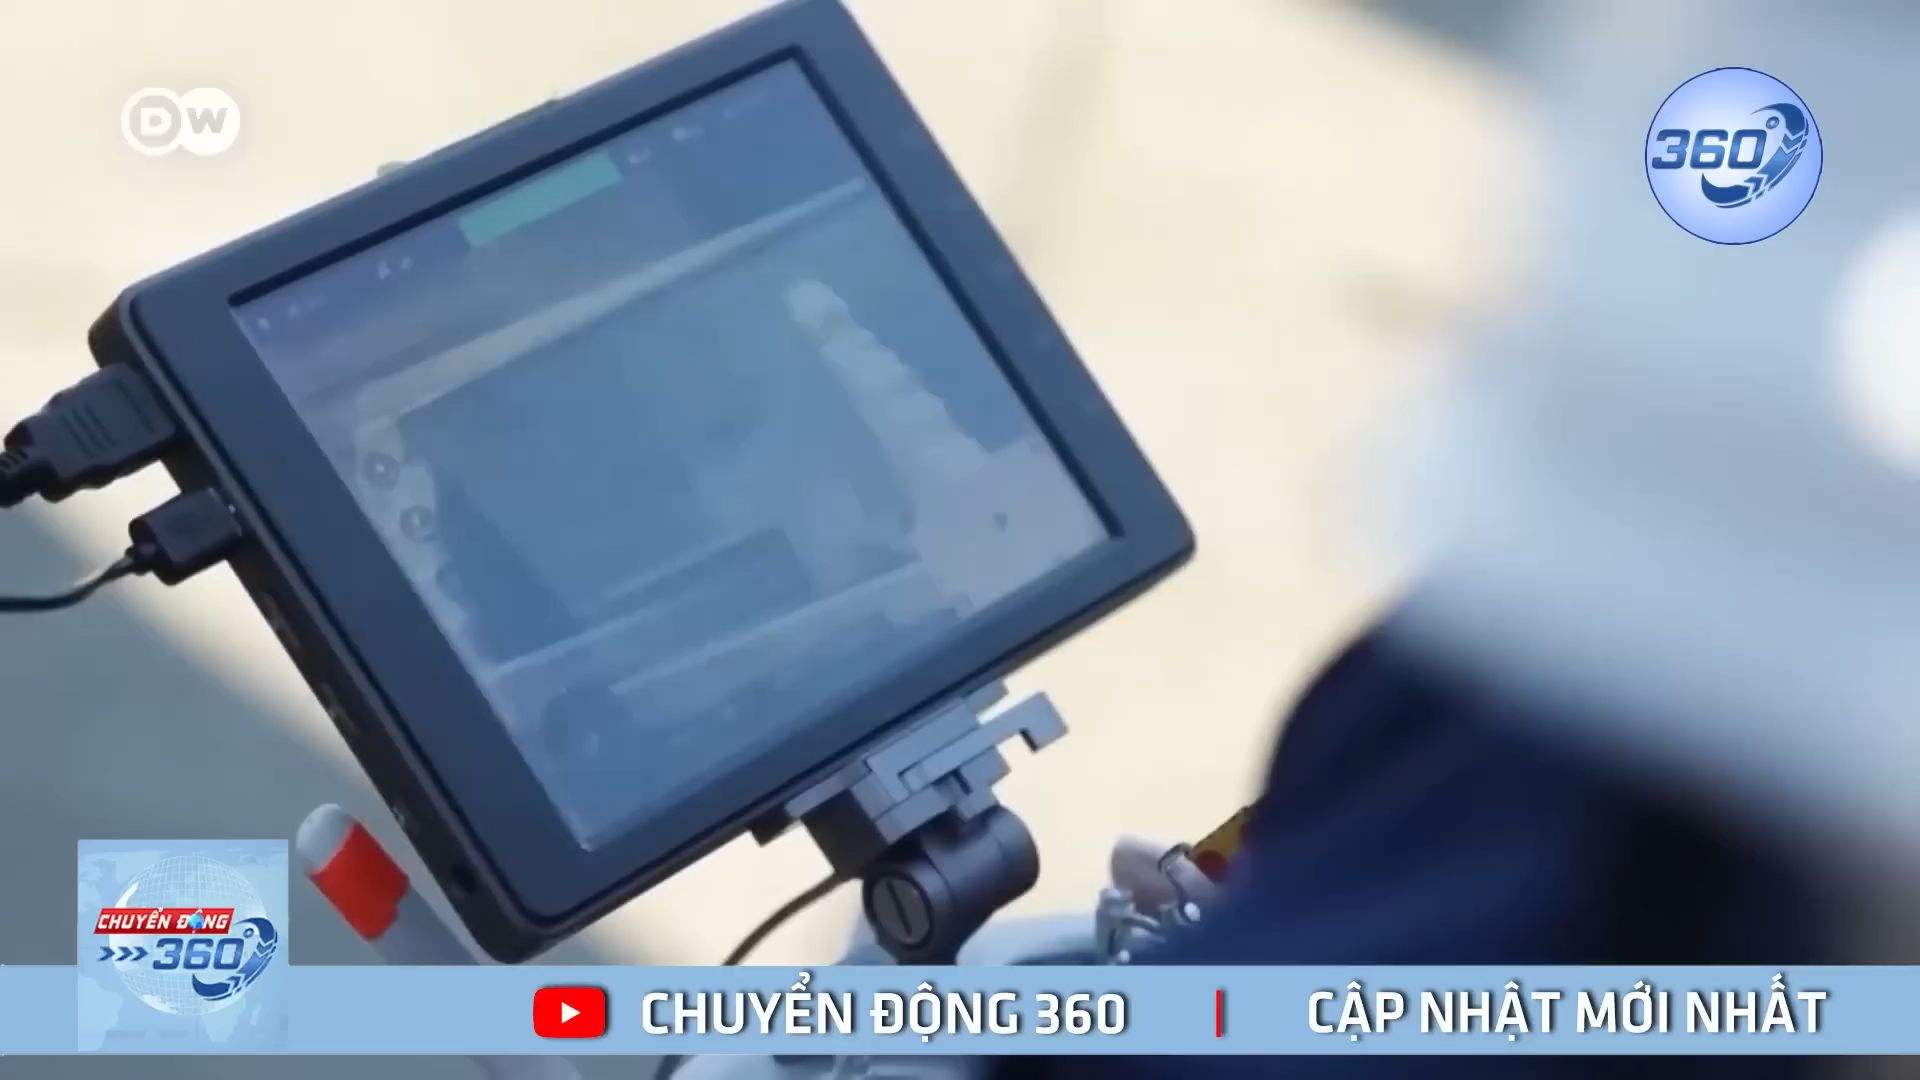 DW
360°
CHUYỂN ĐỘNG
>>> 360°
CHUYỂN ĐỘNG 360 | CẬP NHẬT MỚI NHẤT